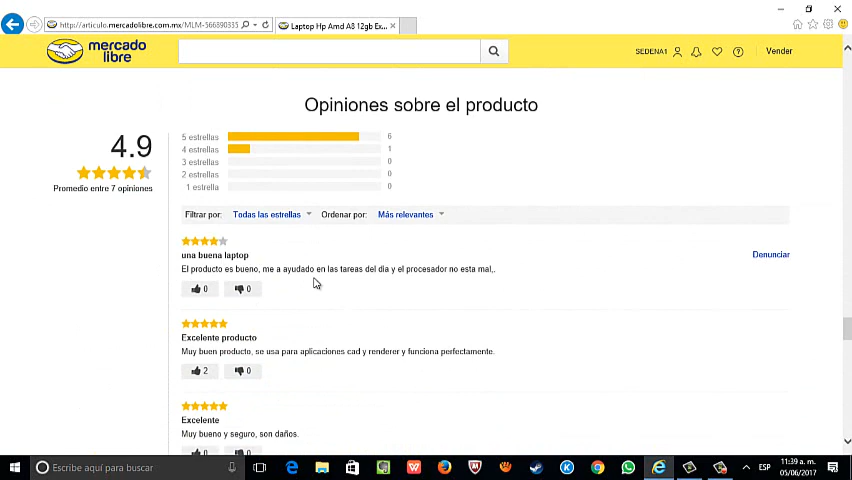 http://articulo.mercadolibre.com.mx/MLM-566890335
Laptop Hp Amd A8 12gb Ex...
mercado
libre
SEDENA1
Vender
Opiniones sobre el producto
4.9
Promedio entre 7 opiniones
5 estrellas 6
4 estrellas 1
3 estrellas 0
2 estrellas 0
1 estrella 0
Filtrar por: Todas las estrellas Ordenar por: Más relevantes
una buena laptop
Denunciar
El producto es bueno, me a ayudado en las tareas del dia y el procesador no esta mal,.
0 0
Excelente producto
Muy buen producto, se usa para aplicaciones cad y renderer y funciona perfectamente.
2 0
Excelente
Muy bueno y seguro, son daños.
0 0
Escribe aquí para buscar
ESP
11:39 a. m.
05/06/2017